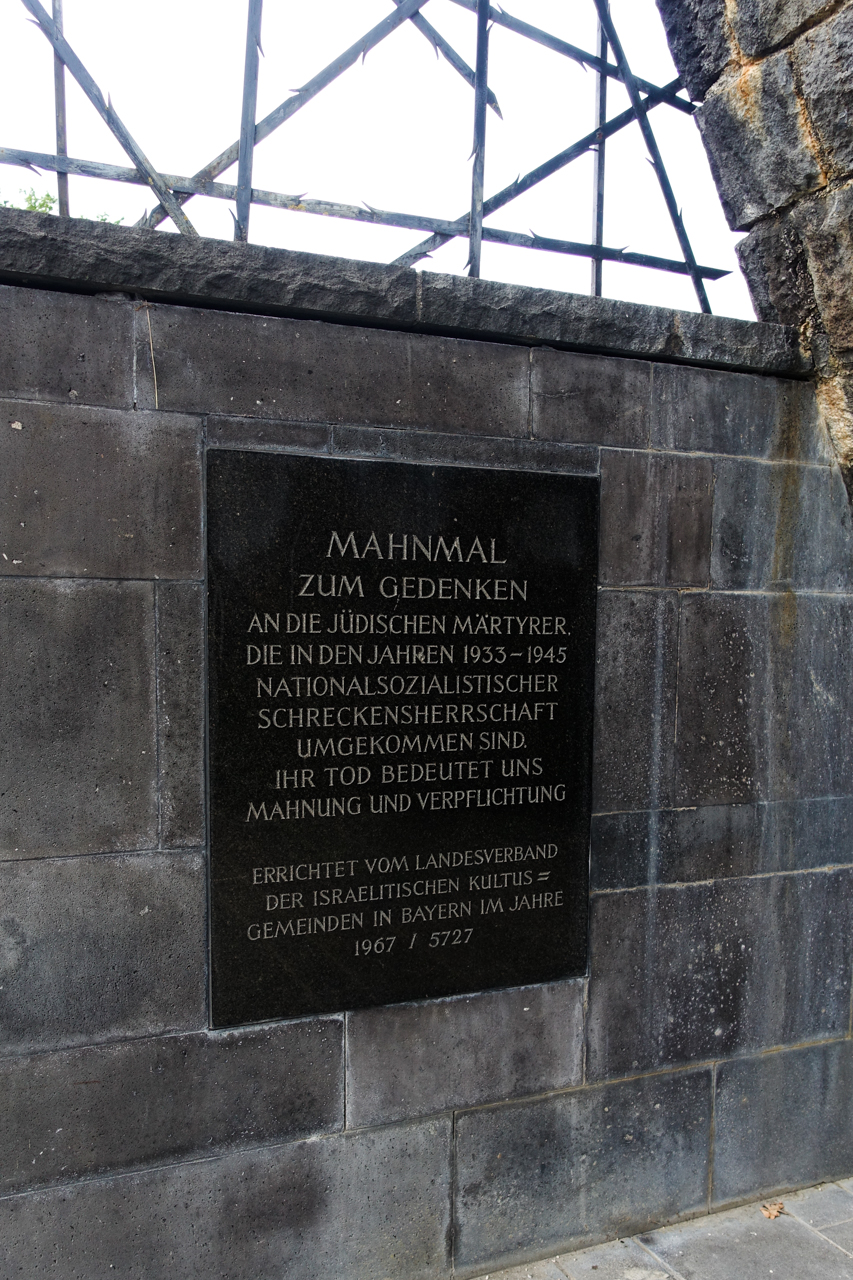 MAHNMAL
ZUM GEDENKEN
AN DIE JÜDISCHEN MÄRTYRER.
DIE IN DEN JAHREN 1933-1945
NATIONALSOZIALISTISCHER
SCHRECKENSHERRSCHAFT
UMGEKOMMEN SIND.
IHR TOD BEDEUTET UNS
MAHNUNG UND VERPFLICHTUNG
ERRICHTET VOM LANDESVERBAND
DER ISRAELITISCHEN KULTUS=
GEMEINDEN IN BAYERN IM JAHRE
1967 / 5727